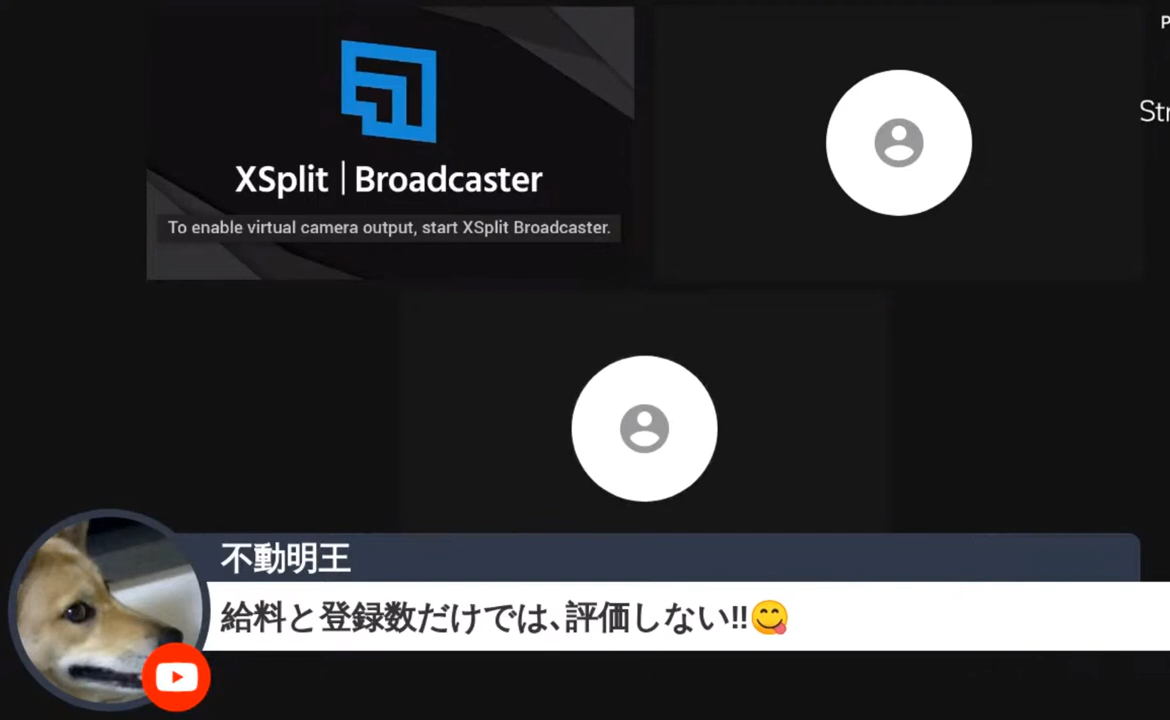 XSplit | Broadcaster
To enable virtual camera output, start XSplit Broadcaster.
不動明王
給料と登録数だけでは、評価しない!!😋